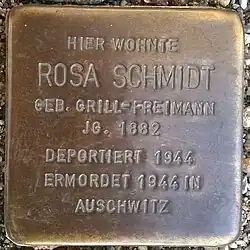 HIER WOHNTE
ROSA SCHMIDT
GEB. GRILL-FREIMANN
JG. 1882
DEPORTIERT 1944
ERMORDET 1944 IN
AUSCHWITZ